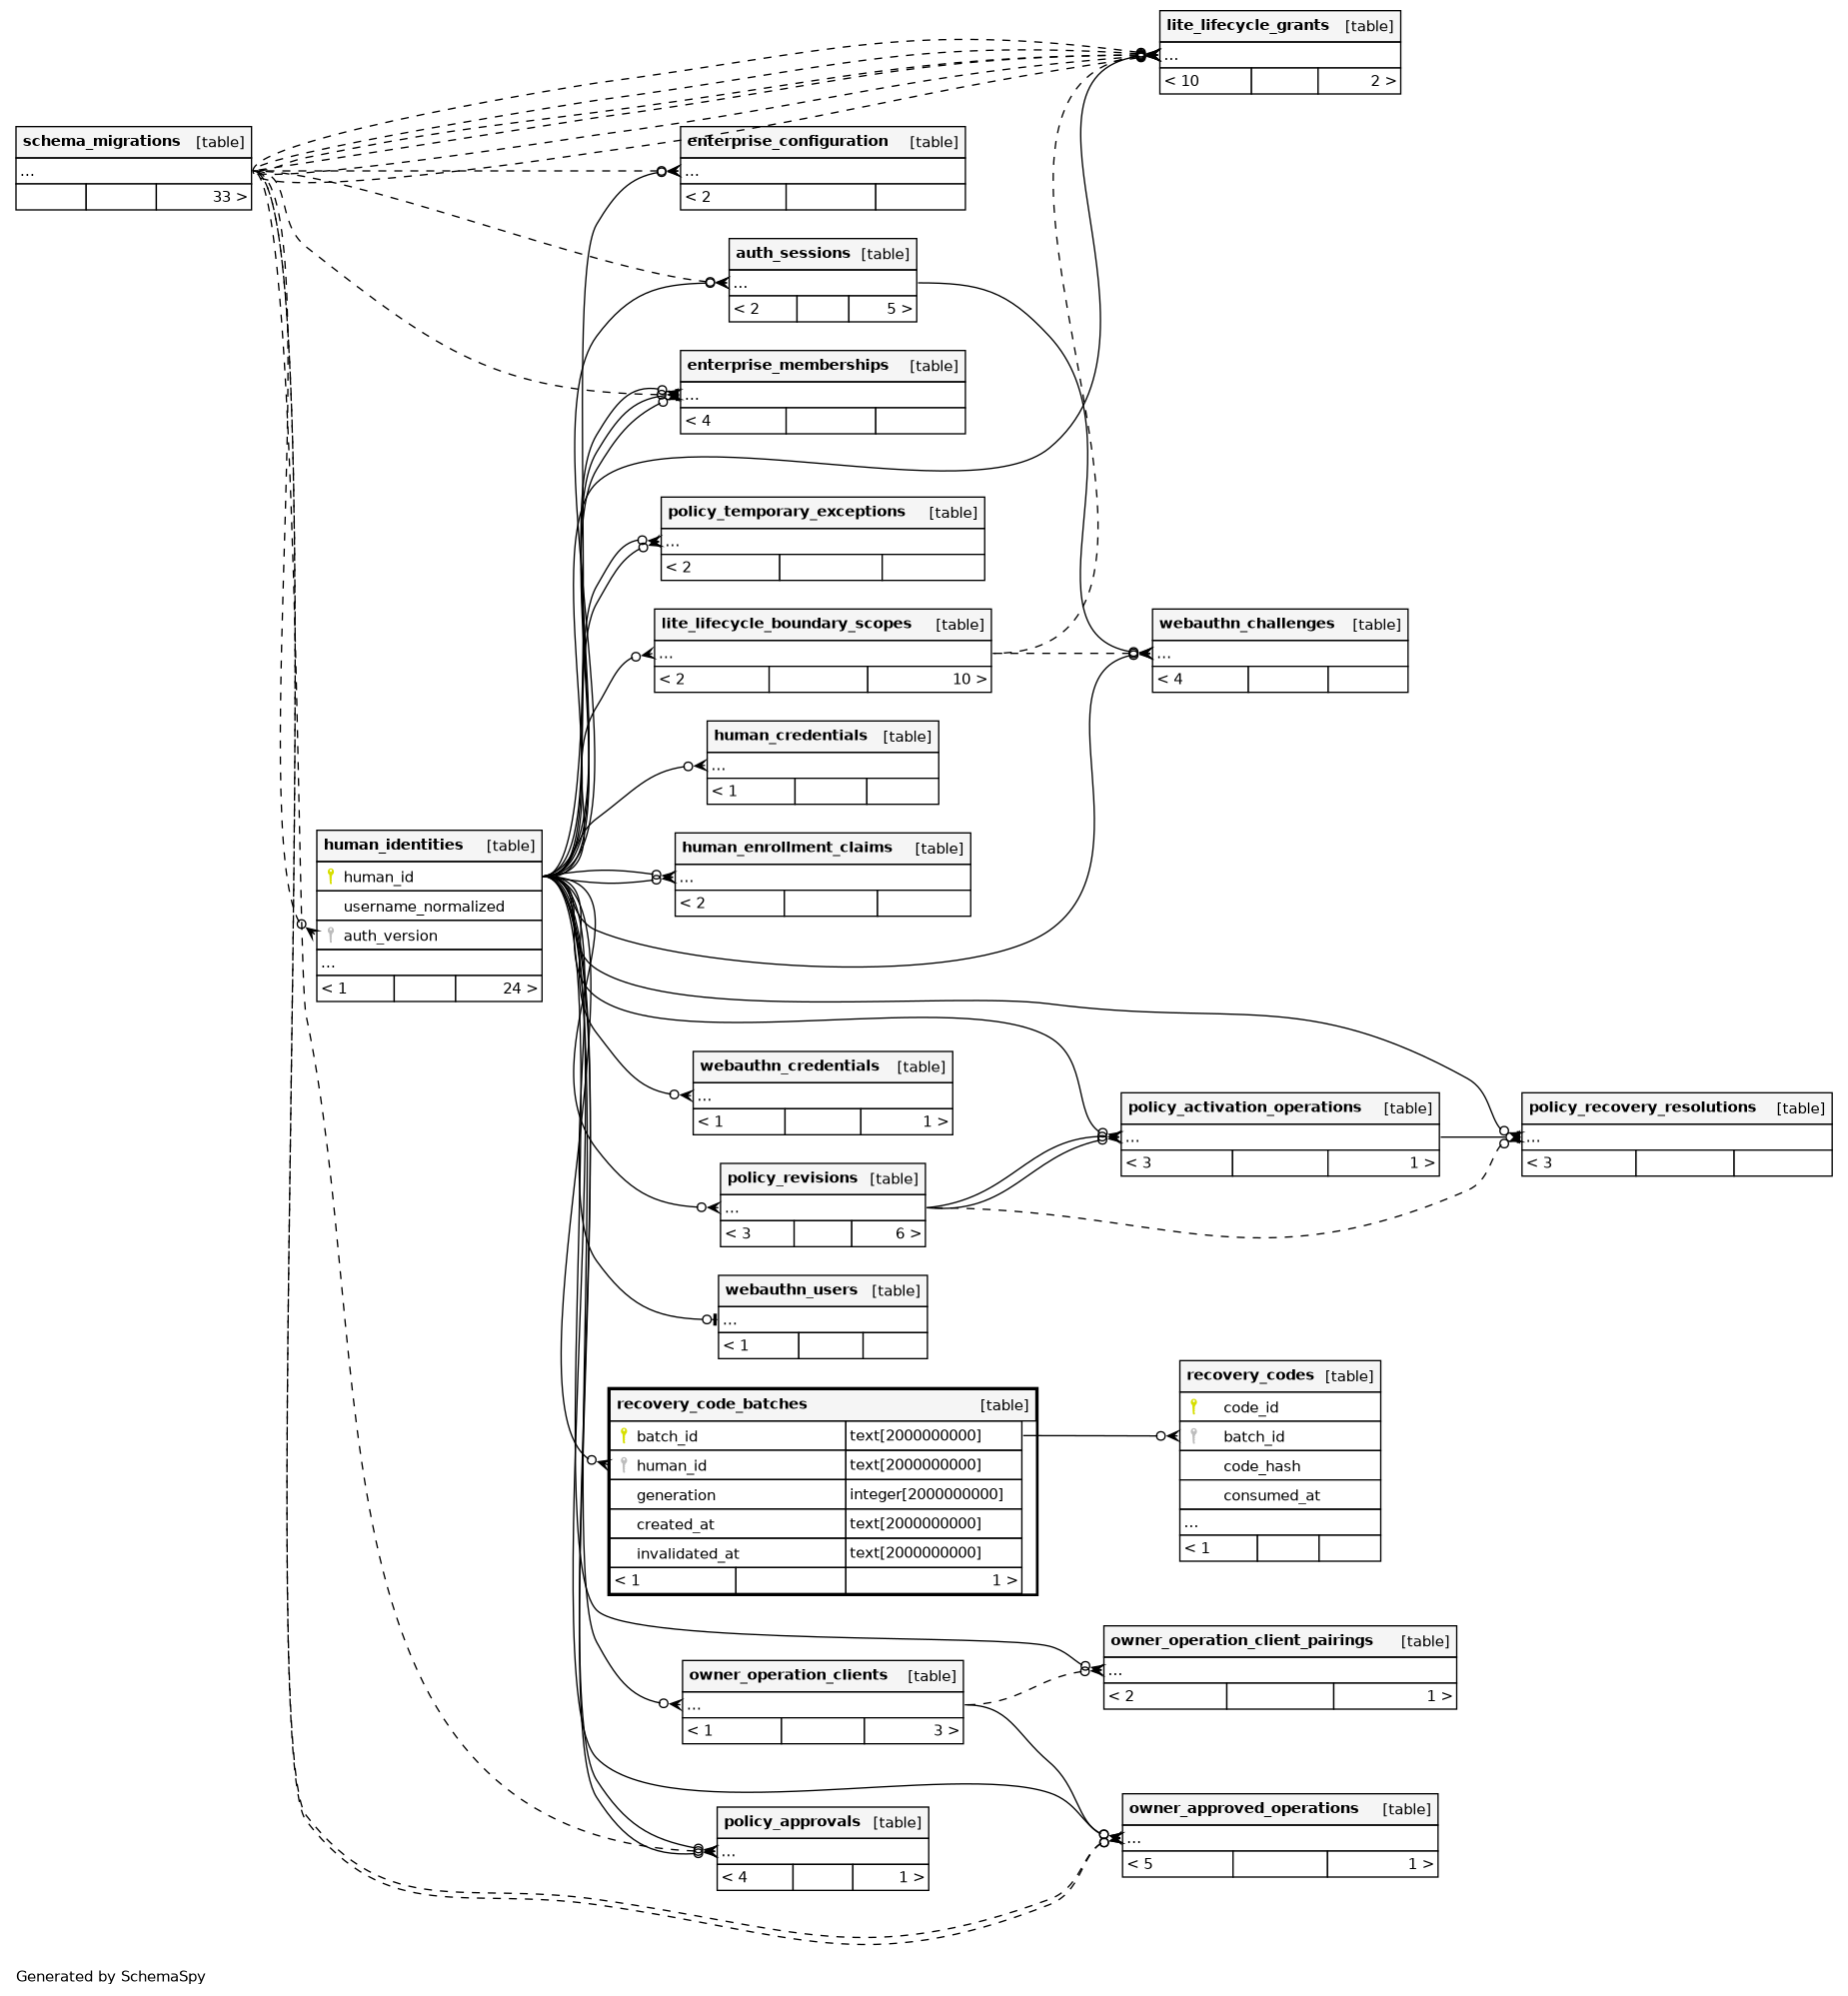 lite_lifecycle_grants [table]
...
< 10 2 >
schema_migrations [table]
...
33 >
enterprise_configuration [table]
...
< 2
auth_sessions [table]
...
< 2 5 >
enterprise_memberships [table]
...
< 4
policy_temporary_exceptions [table]
...
< 2
lite_lifecycle_boundary_scopes [table]
...
< 2 10 >
webauthn_challenges [table]
...
< 4
human_credentials [table]
...
< 1
human_identities [table]
human_id
username_normalized
auth_version
...
< 1 24 >
human_enrollment_claims [table]
...
< 2
webauthn_credentials [table]
...
< 1 1 >
policy_activation_operations [table]
...
< 3 1 >
policy_recovery_resolutions [table]
...
< 3
policy_revisions [table]
...
< 3 6 >
webauthn_users [table]
...
< 1
recovery_code_batches [table]
batch_id text[2000000000]
human_id text[2000000000]
generation integer[2000000000]
created_at text[2000000000]
invalidated_at text[2000000000]
< 1 1 >
recovery_codes [table]
code_id
batch_id
code_hash
consumed_at
...
< 1
owner_operation_client_pairings [table]
...
< 2 1 >
owner_operation_clients [table]
...
< 1 3 >
owner_approved_operations [table]
...
< 5 1 >
policy_approvals [table]
...
< 4 1 >
Generated by SchemaSpy